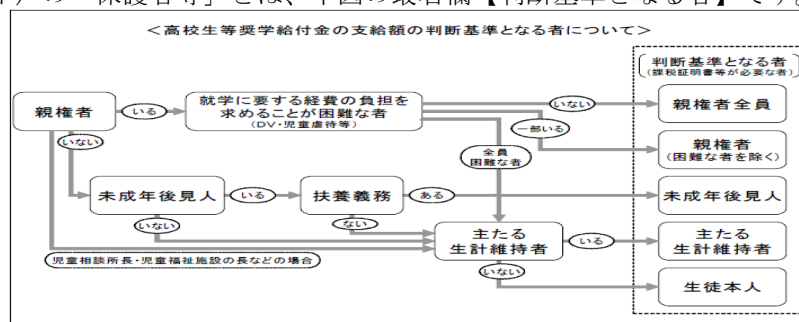 の「保護者等」とは、下図の最右欄【判断基準となる者】です。
＜高校生等奨学給付金の支給額の判断基準となる者について＞
判断基準となる者
(課税証明書等が必要な者)
親権者
いる
就学に要する経費の負担を
求めることが困難な者
(DV・児童虐待等)
いない
親権者全員
一部いる
親権者
(困難な者を除く)
いない
全員
困難な者
未成年後見人
いる
扶養義務
ある
未成年後見人
いない
ない
主たる
生計維持者
いる
主たる
生計維持者
児童相談所長・児童福祉施設の長などの場合
いない
生徒本人